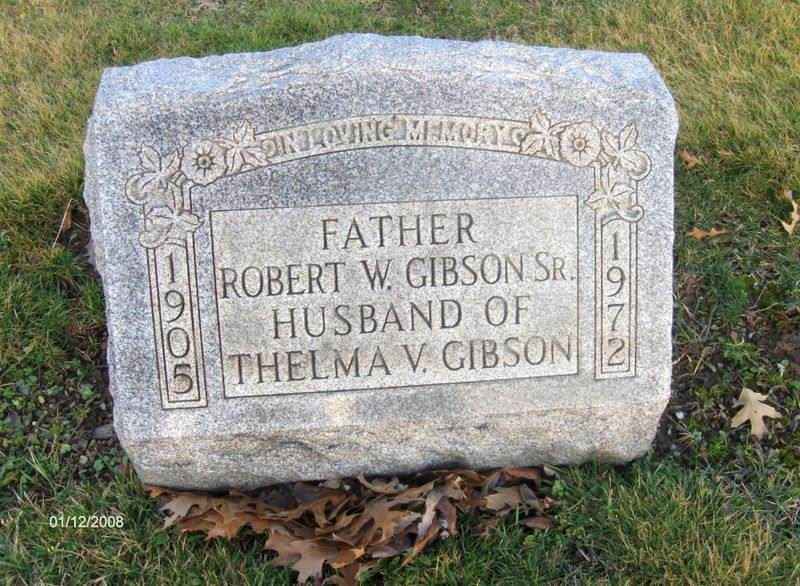 IN LOVING MEMORY
FATHER
ROBERT W. GIBSON SR.
HUSBAND OF
THELMA V. GIBSON
1905
1972
01/12/2008